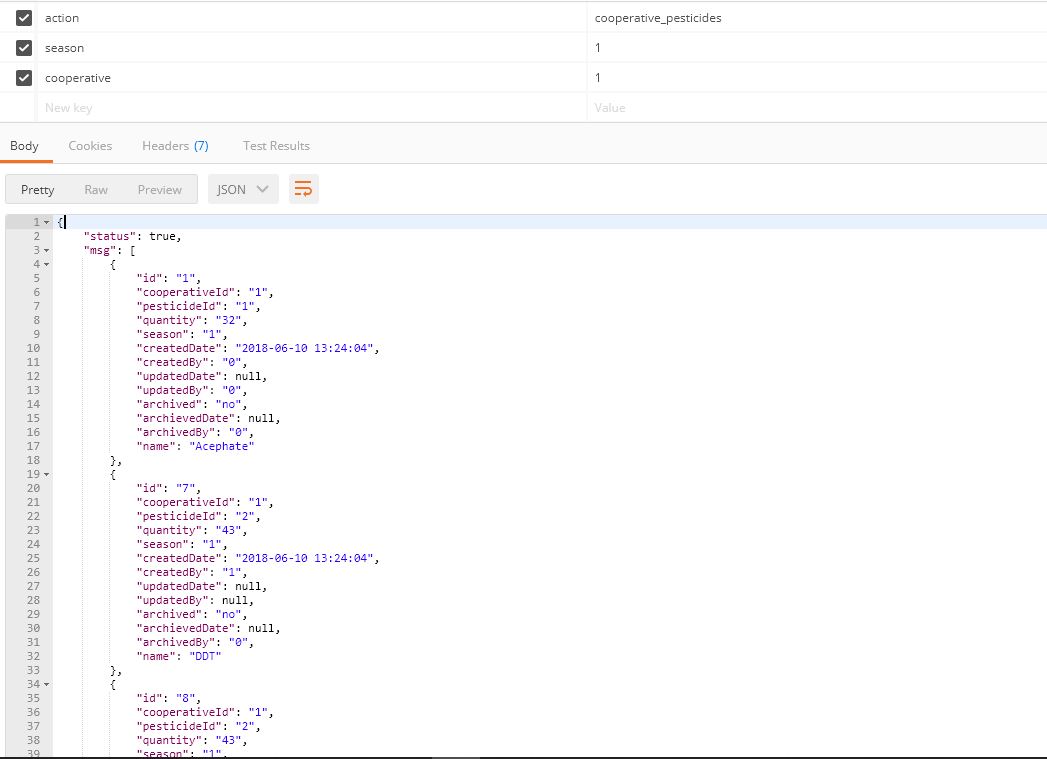 action cooperative_pesticides
season 1
cooperative 1
New key Value
Body Cookies Headers (7) Test Results
Pretty Raw Preview JSON
1 {
2 "status": true,
3 "msg": [
4 {
5 "id": "1",
6 "cooperativeId": "1",
7 "pesticideId": "1",
8 "quantity": "32",
9 "season": "1",
10 "createdDate": "2018-06-10 13:24:04",
11 "createdBy": "0",
12 "updatedDate": null,
13 "updatedBy": "0",
14 "archived": "no",
15 "archievedDate": null,
16 "archivedBy": "0",
17 "name": "Acephate"
18 },
19 {
20 "id": "7",
21 "cooperativeId": "1",
22 "pesticideId": "2",
23 "quantity": "43",
24 "season": "1",
25 "createdDate": "2018-06-10 13:24:04",
26 "createdBy": "1",
27 "updatedDate": null,
28 "updatedBy": null,
29 "archived": "no",
30 "archievedDate": null,
31 "archivedBy": "0",
32 "name": "DDT"
33 },
34 {
35 "id": "8",
36 "cooperativeId": "1",
37 "pesticideId": "2",
38 "quantity": "43",
39 "season": "1",